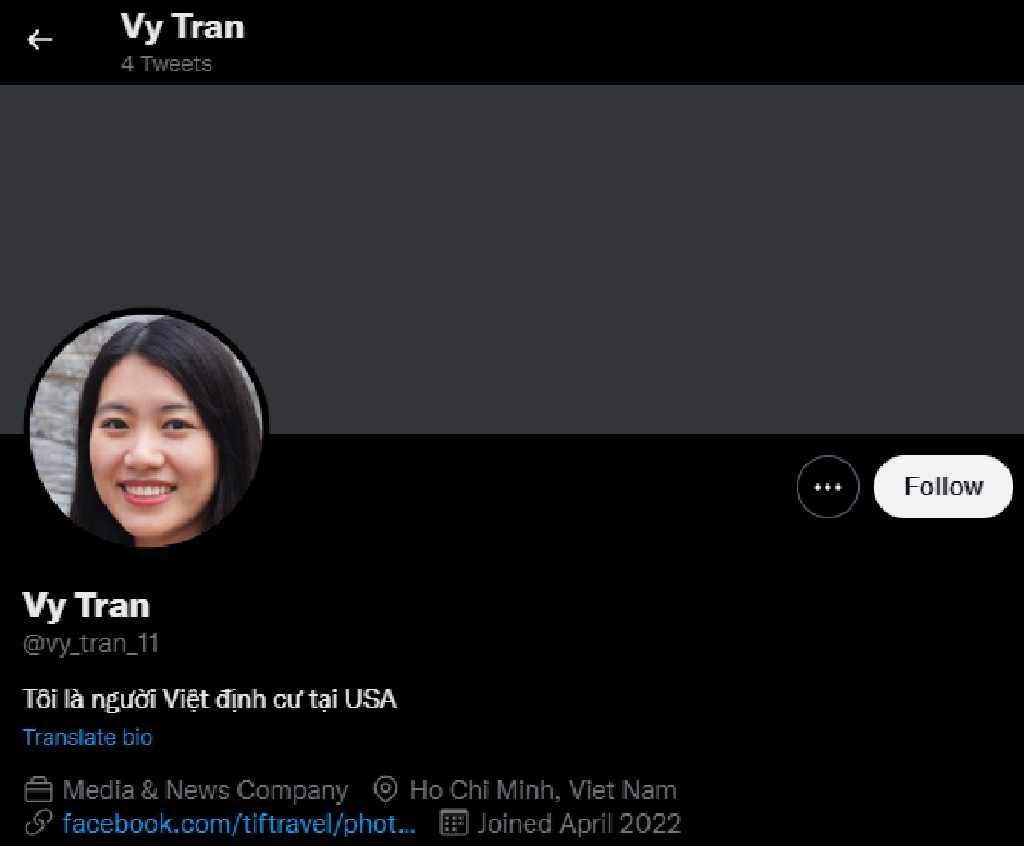 Vy Tran
4 Tweets
Follow
Vy Tran
@vy_tran_11
Tôi là người Việt định cư tại USA
Translate bio
Media & News Company Ho Chi Minh, Viet Nam
facebook.com/tiftravel/phot... Joined April 2022